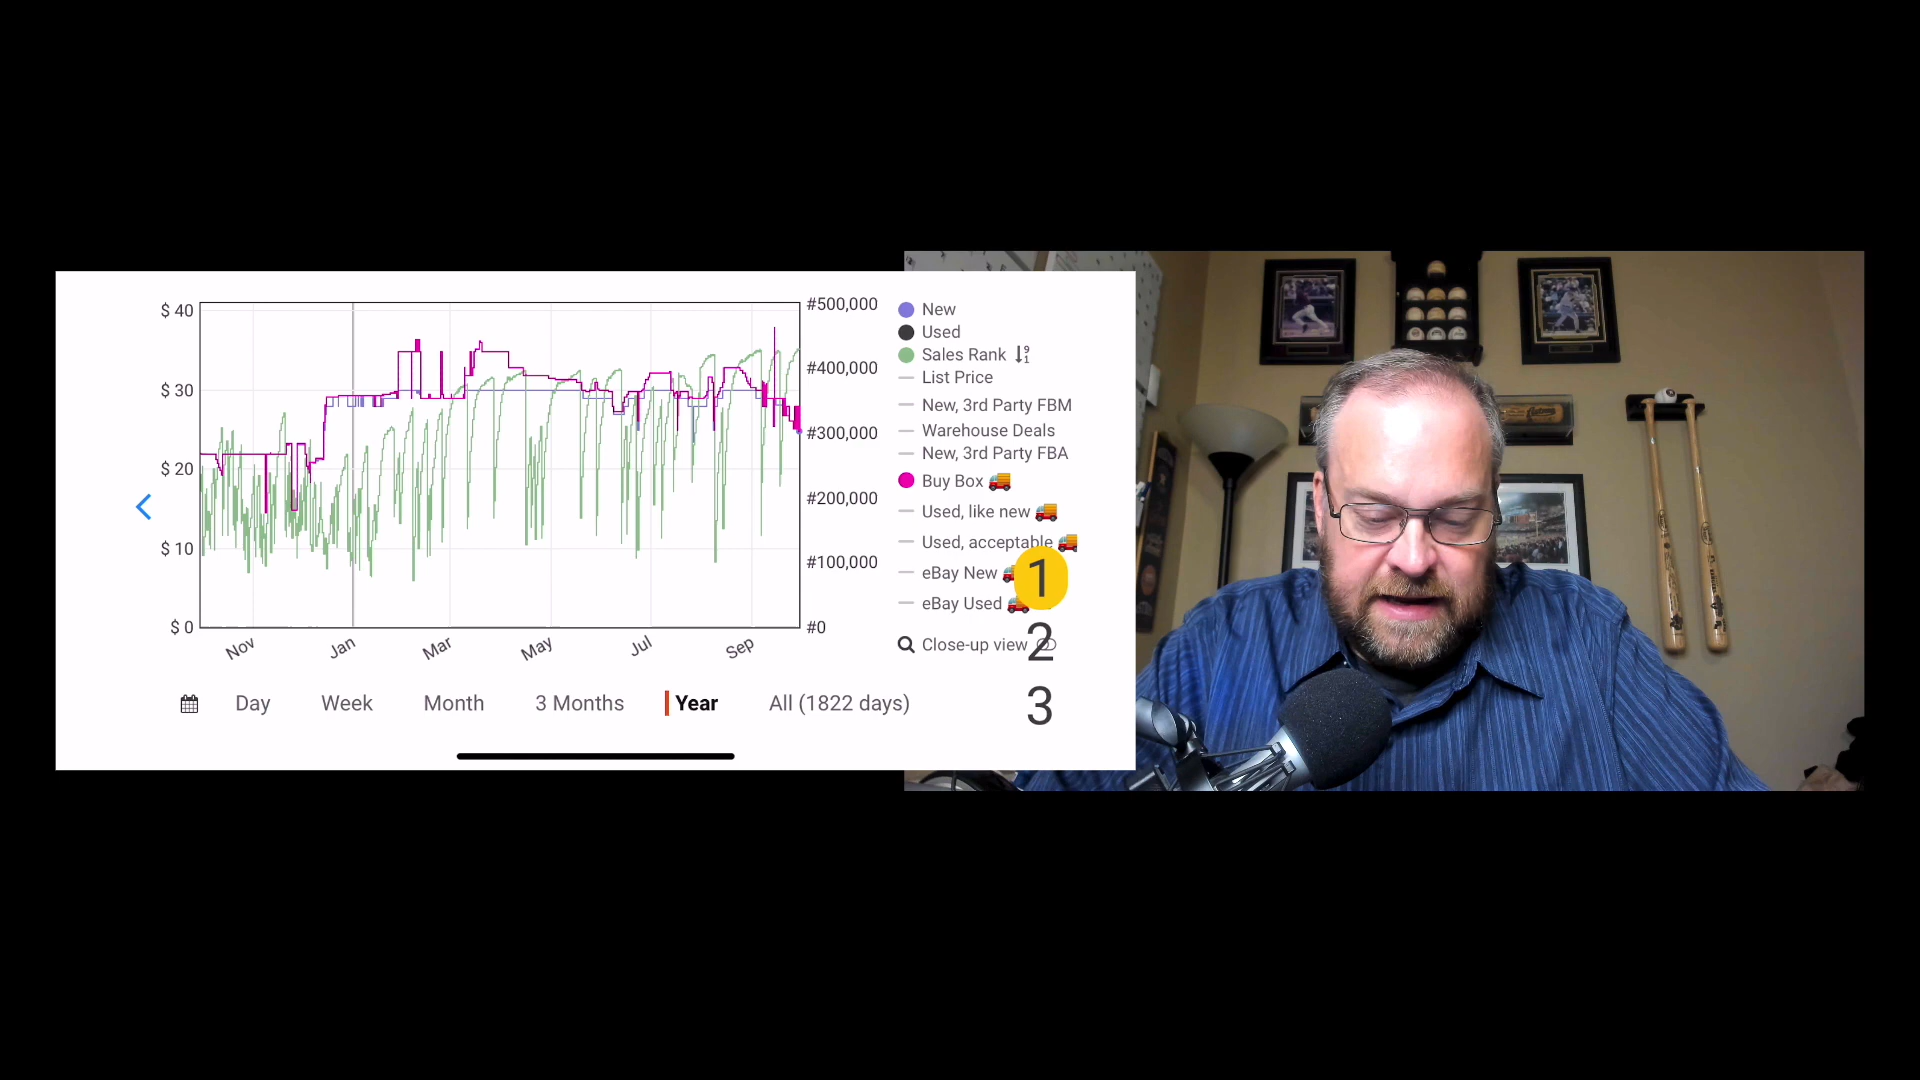 $ 40
$ 30
$ 20
$ 10
$ 0
#500,000
#400,000
#300,000
#200,000
#100,000
#0
Nov
Jan
Mar
May
Jul
Sep
New
Used
Sales Rank
List Price
New, 3rd Party FBM
Warehouse Deals
New, 3rd Party FBA
Buy Box
Used, like new
Used, acceptable
eBay New
eBay Used
Close-up view
1
2
3
Day Week Month 3 Months Year All (1822 days)